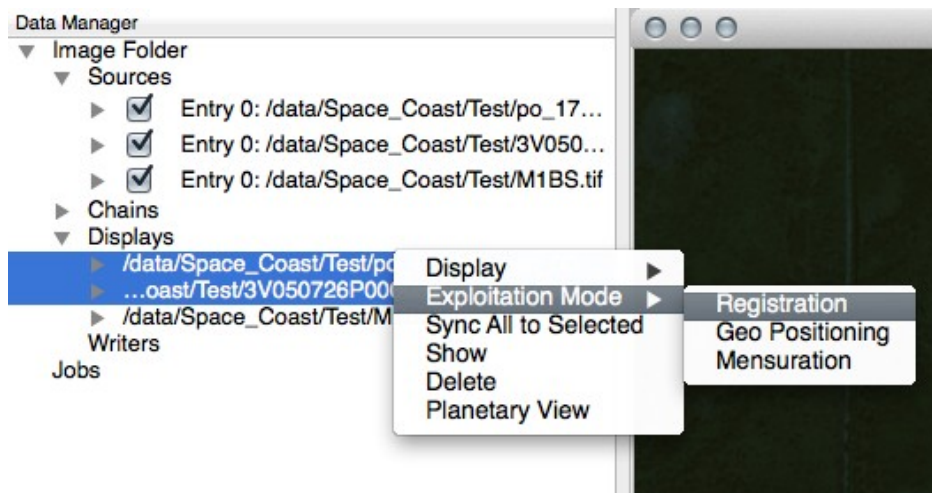 Data Manager
Image Folder
Sources
Entry 0: /data/Space_Coast/Test/po_17...
Entry 0: /data/Space_Coast/Test/3V050...
Entry 0: /data/Space_Coast/Test/M1BS.tif
Chains
Displays
/data/Space_Coast/Test/po
...oast/Test/3V050726P000
/data/Space_Coast/Test/M
Writers
Jobs
Display
Exploitation Mode
Sync All to Selected
Show
Delete
Planetary View
Registration
Geo Positioning
Mensuration